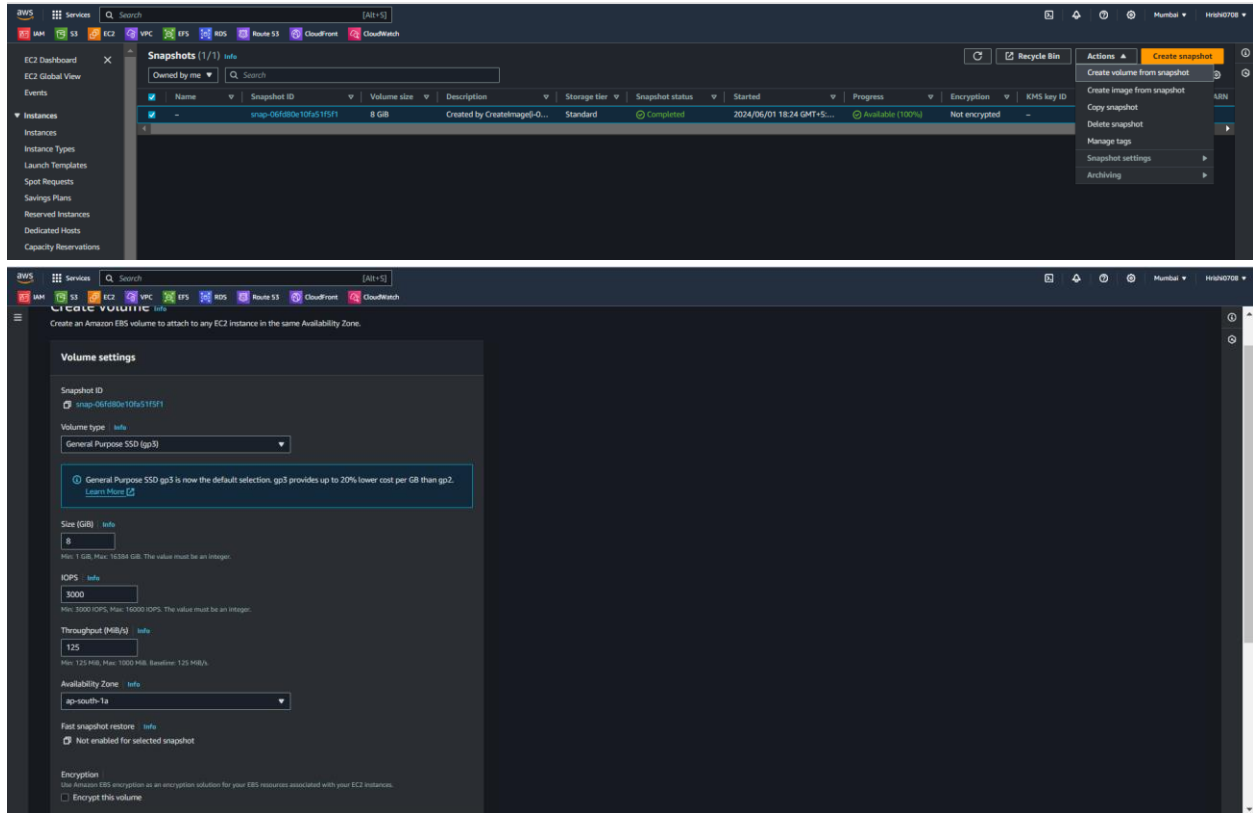 aws Services Search [Alt+S] Mumbai Hrishi0708
IAM S3 EC2 VPC EFS RDS Route 53 CloudFront CloudWatch
EC2 Dashboard
EC2 Global View
Events
Instances
Instances
Instance Types
Launch Templates
Spot Requests
Savings Plans
Reserved Instances
Dedicated Hosts
Capacity Reservations
Snapshots (1/1) Info
Recycle Bin Actions Create snapshot
Owned by me Search
Name Snapshot ID Volume size Description Storage tier Snapshot status Started Progress Encryption KMS key ID ARN
– snap-06fd80e10fa51f5f1 8 GiB Created by CreateImage(i-0... Standard Completed 2024/06/01 18:24 GMT+5:... Available (100%) Not encrypted –
Create volume from snapshot
Create image from snapshot
Copy snapshot
Delete snapshot
Manage tags
Snapshot settings
Archiving
aws Services Search [Alt+S] Mumbai Hrishi0708
IAM S3 EC2 VPC EFS RDS Route 53 CloudFront CloudWatch
Create volume Info
Create an Amazon EBS volume to attach to any EC2 instance in the same Availability Zone.
Volume settings
Snapshot ID
snap-06fd80e10fa51f5f1
Volume type Info
General Purpose SSD (gp3)
General Purpose SSD gp3 is now the default selection. gp3 provides up to 20% lower cost per GB than gp2.
Learn More
Size (GiB) Info
8
Min: 1 GiB, Max: 16384 GiB. The value must be an integer.
IOPS Info
3000
Min: 3000 IOPS, Max: 16000 IOPS. The value must be an integer.
Throughput (MiB/s) Info
125
Min: 125 MiB, Max: 1000 MiB. Baseline: 125 MiB/s.
Availability Zone Info
ap-south-1a
Fast snapshot restore Info
Not enabled for selected snapshot
Encryption
Use Amazon EBS encryption as an encryption solution for your EBS resources associated with your EC2 instances.
Encrypt this volume